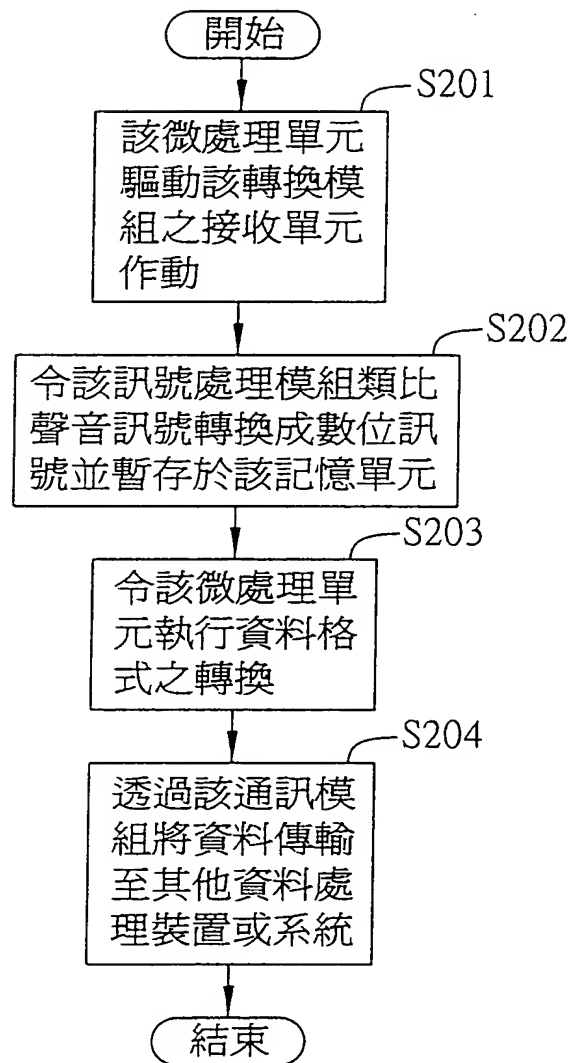 開始
S201
該微處理單元
驅動該轉換模
組之接收單元
作動
S202
令該訊號處理模組類比
聲音訊號轉換成數位訊
號並暫存於該記憶單元
S203
令該微處理單
元執行資料格
式之轉換
S204
透過該通訊模
組將資料傳輸
至其他資料處
理裝置或系統
結束